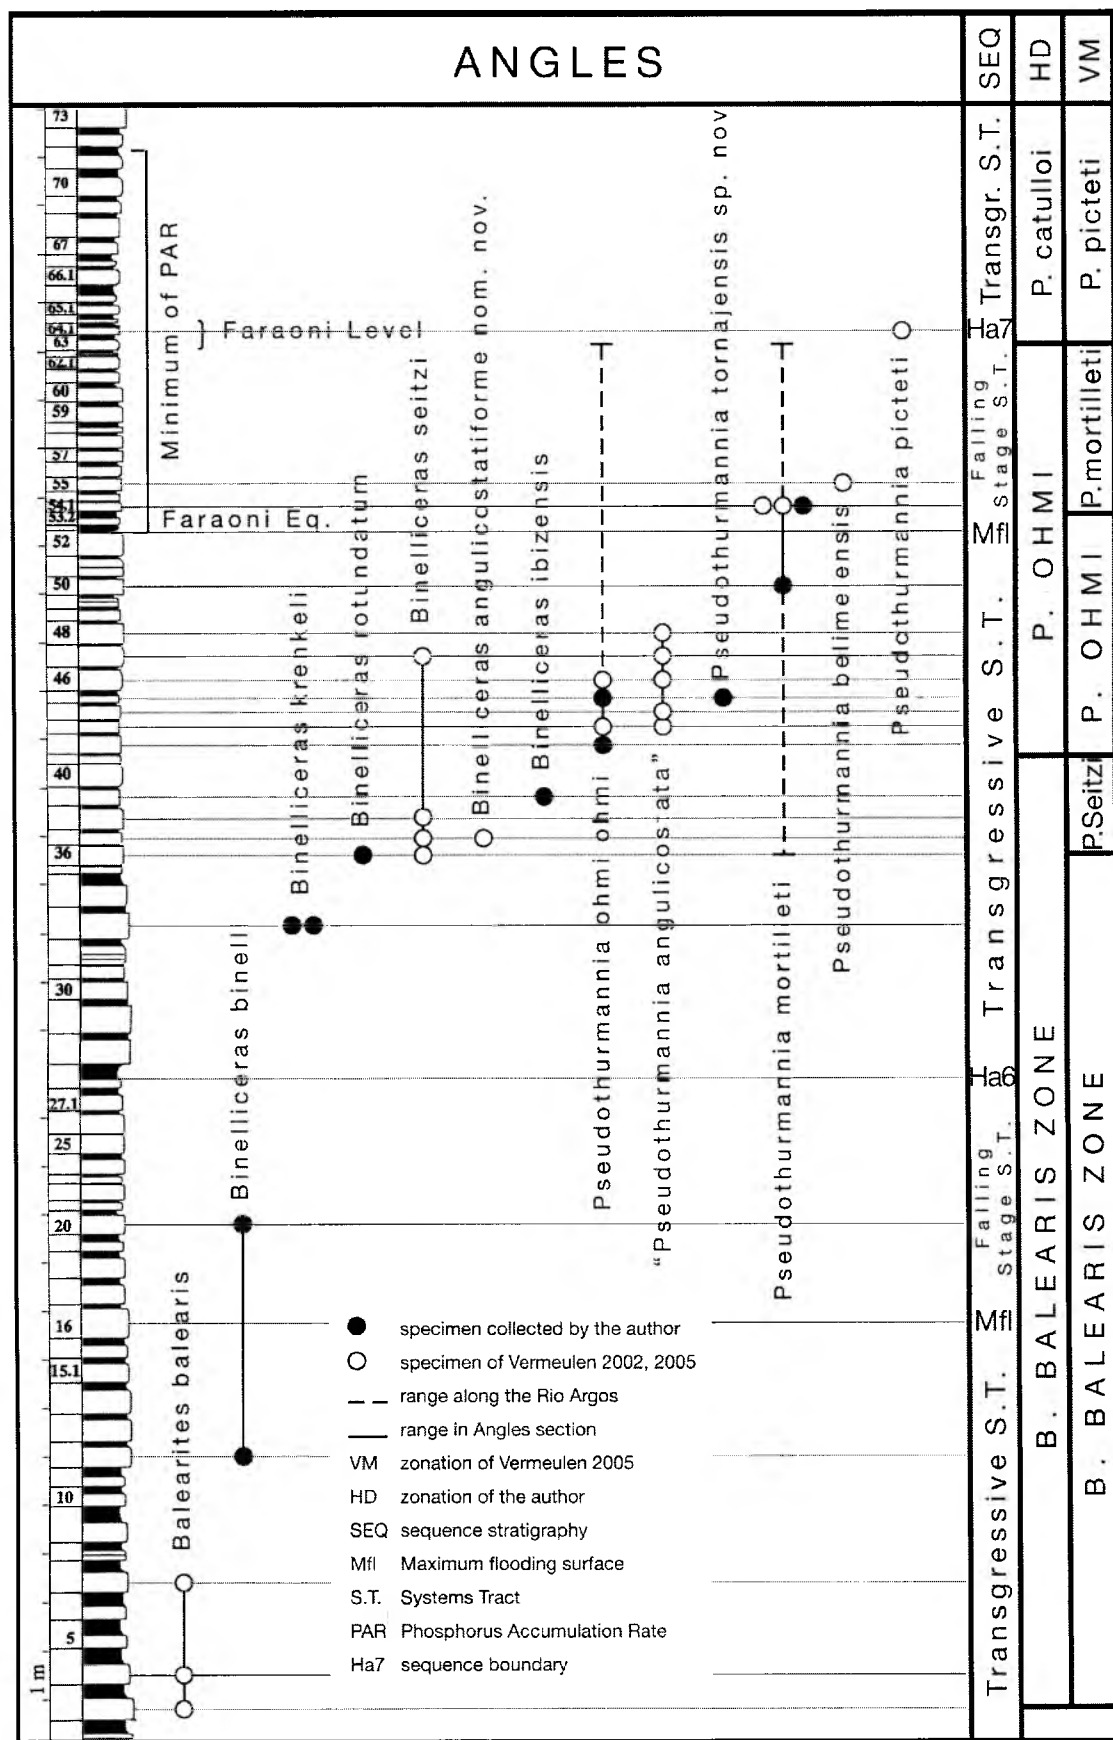 ANGLES
SEQ
HD
VM
73
70
67
66.1
65.1
64.1
63
62.1
60
59
57
55
54.1
53.2
52
50
48
46
40
36
30
27.1
25
20
16
15.1
10
5
1 m
Minimum of PAR
Faraoni Level
Faraoni Eq.
Balearites balearis
Binelliceras binelli
Binelliceras krenkeli
Binelliceras rotundatum
Binelliceras seitzi
Binelliceras angulicostatiforme nom. nov.
Binelliceras ibizensis
Pseudothurmannia ohmi
"Pseudothurmannia angulicostata"
Pseudothurmannia tornajensis sp. nov
Pseudothurmannia mortilleti
Pseudothurmannia belimelensis
Pseudothurmannia picteti
specimen collected by the author
specimen of Vermeulen 2002, 2005
range along the Rio Argos
range in Angles section
VM zonation of Vermeulen 2005
HD zonation of the author
SEQ sequence stratigraphy
Mfl Maximum flooding surface
S.T. Systems Tract
PAR Phosphorus Accumulation Rate
Ha7 sequence boundary
Transgr. S.T.
Ha7
Falling
Stage S.T.
Mfl
Transgressive S.T.
Ha6
Falling
Stage S.T.
Mfl
Transgressive S.T.
P. catulloi
P. OHMI
B. BALEARIS ZONE
P. picteti
P.mortilleti
P. OHMI
P.Seitzi
B. BALEARIS ZONE